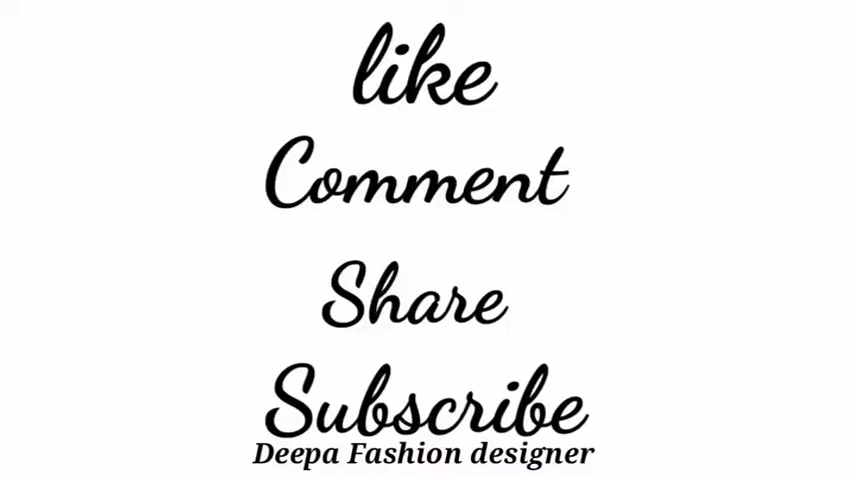 like
Comment
Share
Subscribe
Deepa Fashion designer